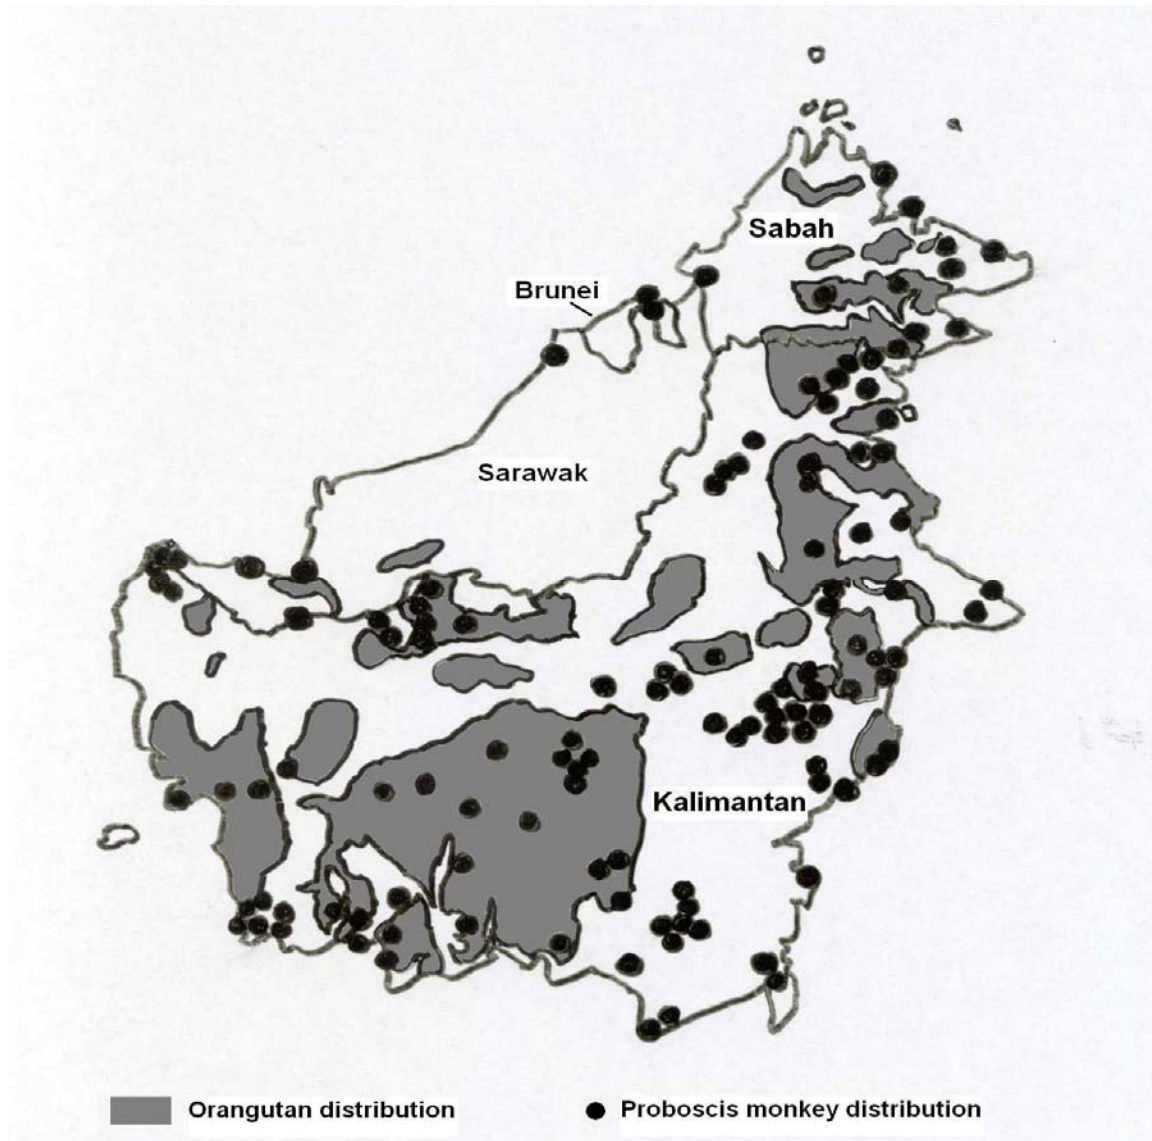 Sabah
Brunei
Sarawak
Kalimantan
Orangutan distribution
Proboscis monkey distribution